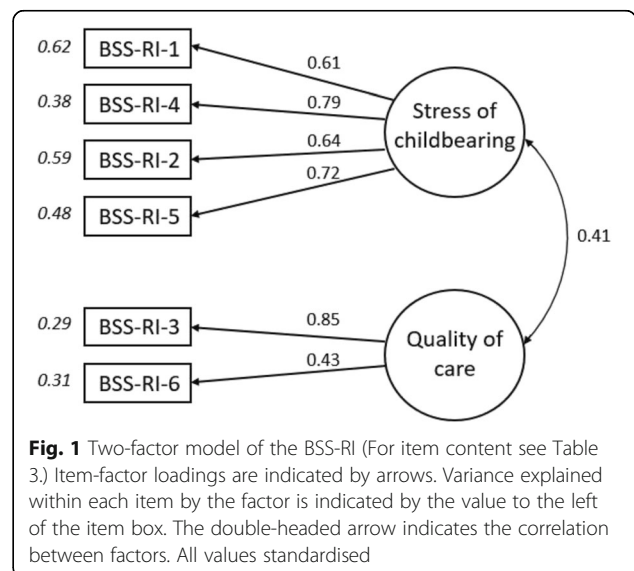 0.62 BSS-RI-1
0.61
0.38 BSS-RI-4
0.79
Stress of
childbearing
0.59 BSS-RI-2
0.64
0.48 BSS-RI-5
0.72
0.41
0.29 BSS-RI-3
0.85
Quality of
care
0.31 BSS-RI-6
0.43
Fig. 1 Two-factor model of the BSS-RI (For item content see Table
3.) Item-factor loadings are indicated by arrows. Variance explained
within each item by the factor is indicated by the value to the left
of the item box. The double-headed arrow indicates the correlation
between factors. All values standardised